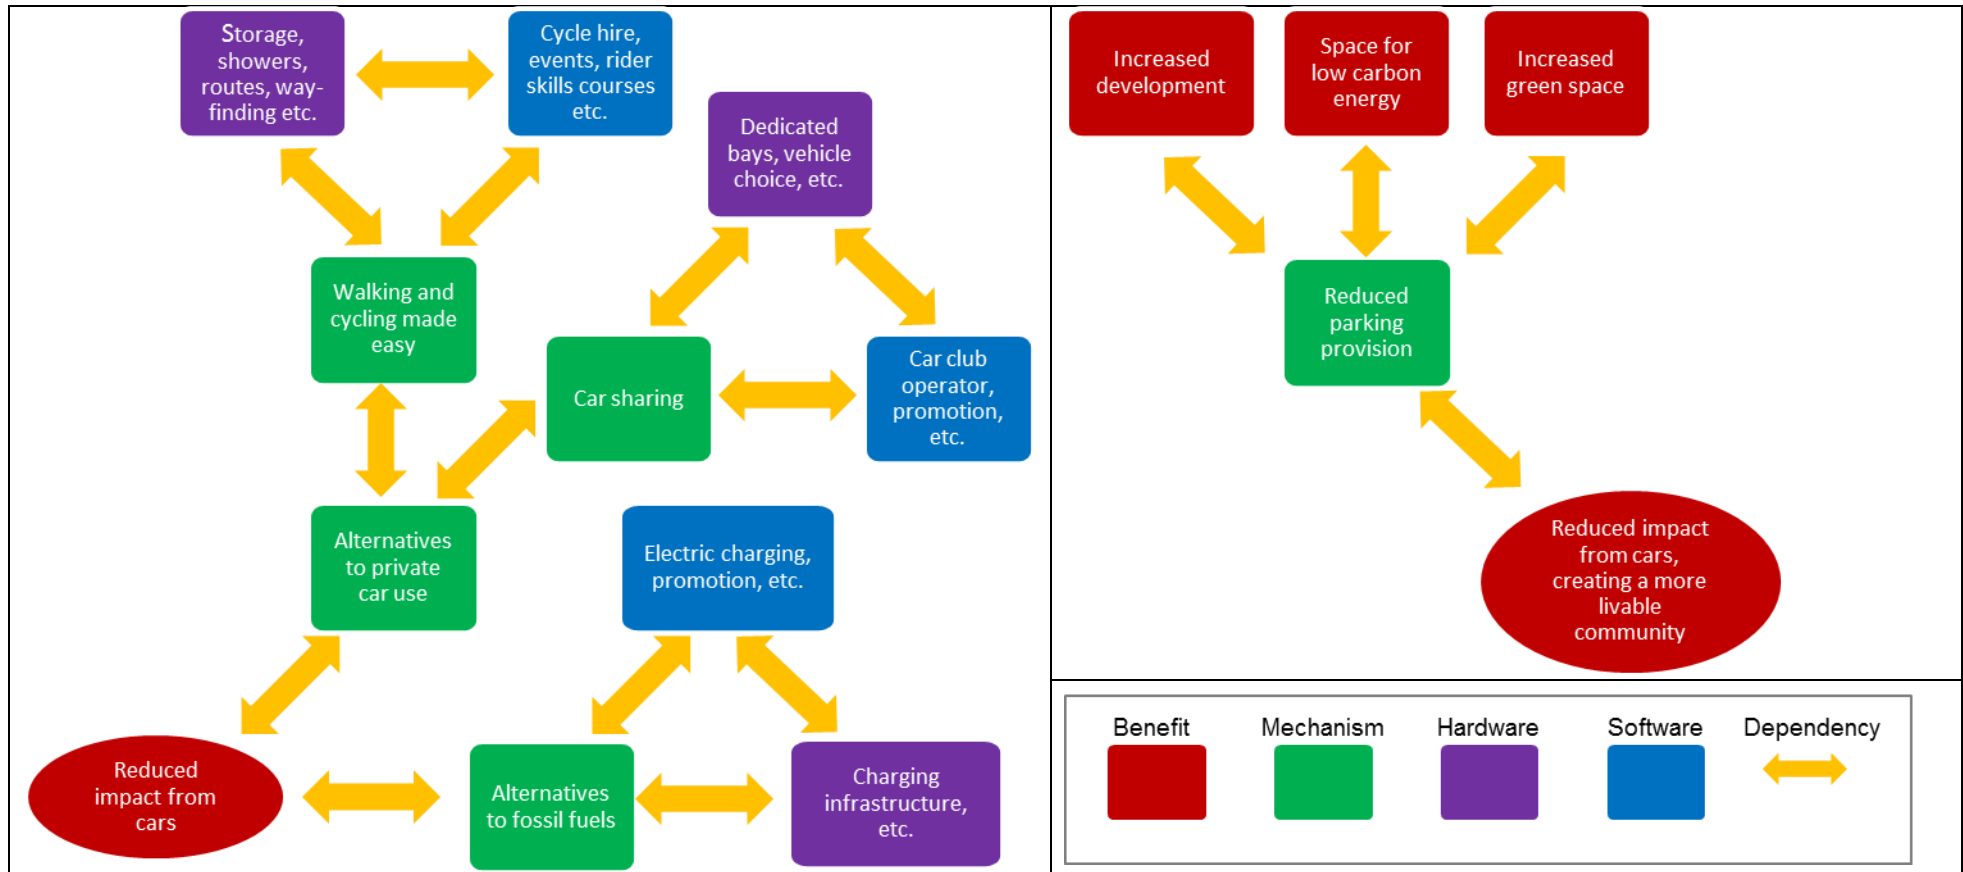 Storage,
showers,
routes, way-
finding etc.
Cycle hire,
events, rider
skills courses
etc.
Dedicated
bays, vehicle
choice, etc.
Walking and
cycling made
easy
Car sharing
Car club
operator,
promotion,
etc.
Alternatives
to private
car use
Electric charging,
promotion, etc.
Reduced
impact from
cars
Alternatives
to fossil fuels
Charging
infrastructure,
etc.
Increased
development
Space for
low carbon
energy
Increased
green space
Reduced
parking
provision
Reduced impact
from cars,
creating a more
livable
community
Benefit
Mechanism
Hardware
Software
Dependency